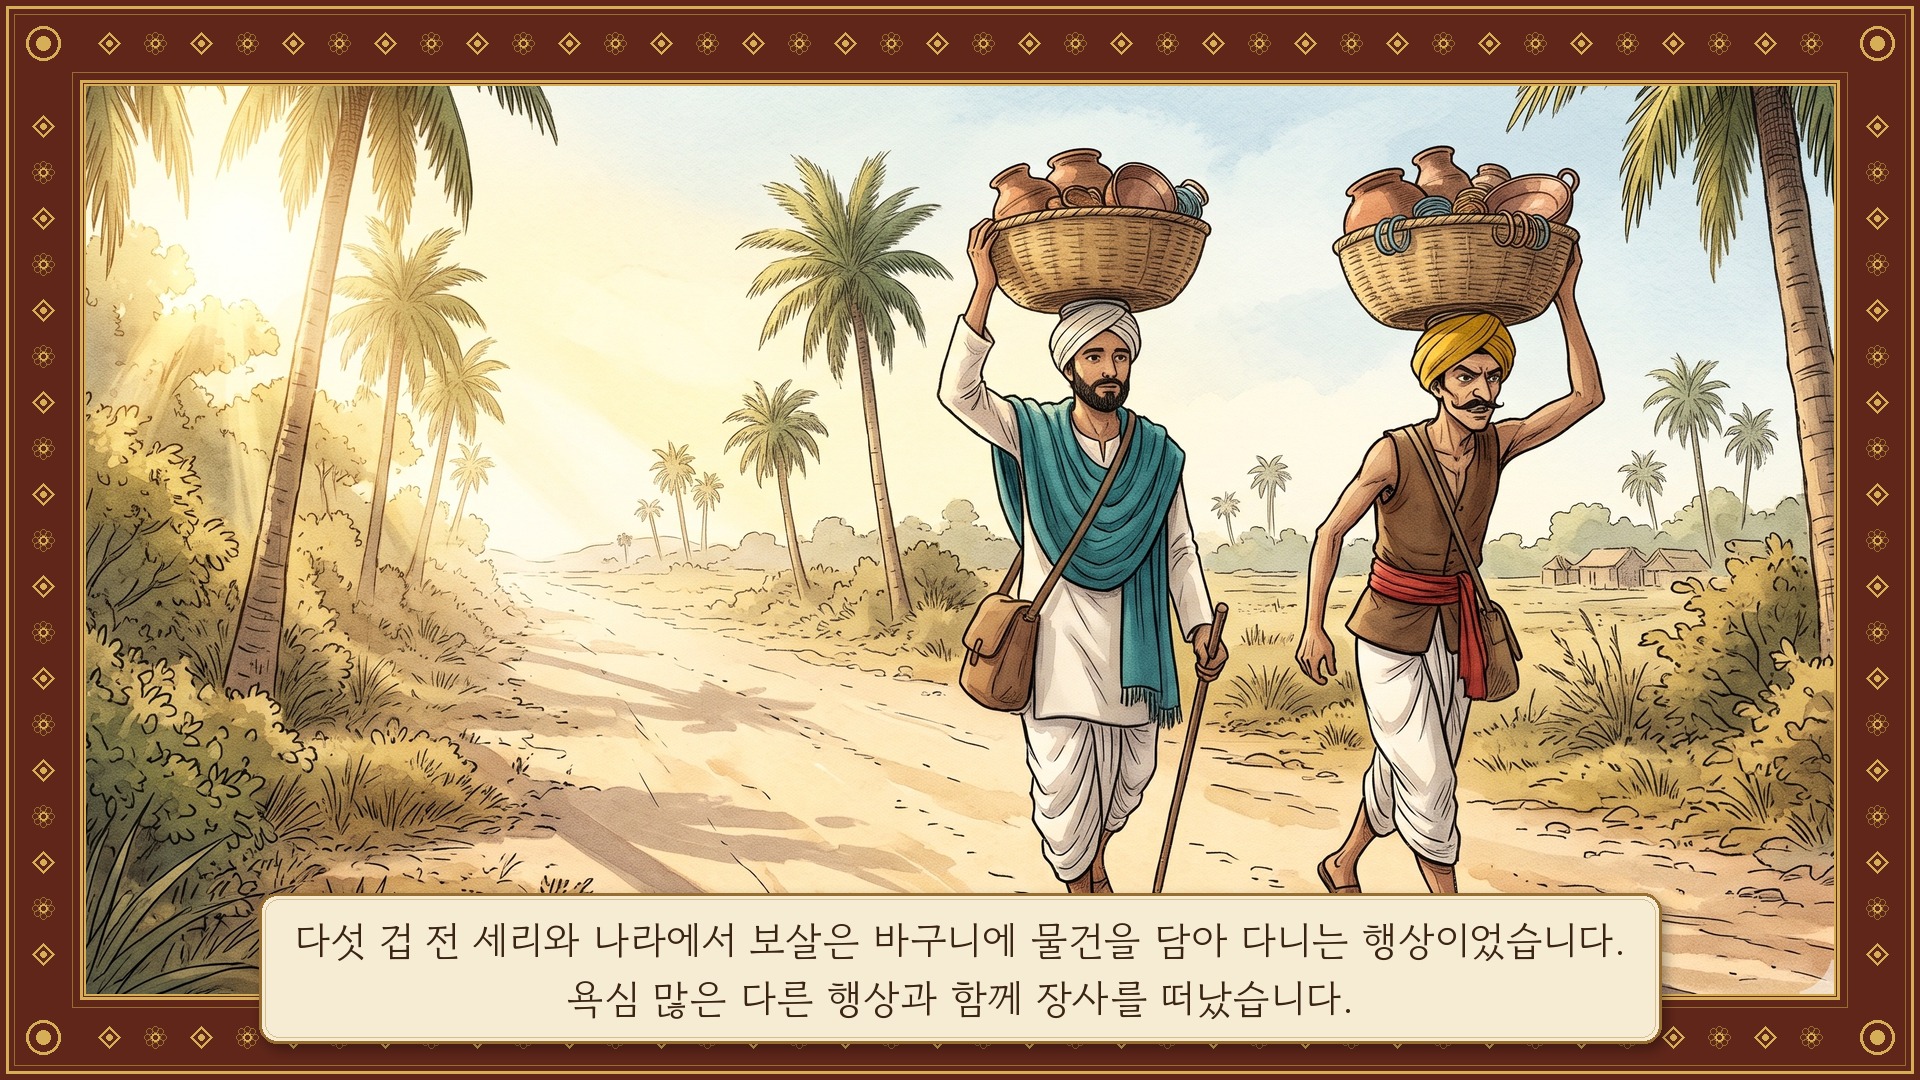 다섯 겁 전 세리와 나라에서 보살은 바구니에 물건을 담아 다니는 행상이었습니다.
욕심 많은 다른 행상과 함께 장사를 떠났습니다.